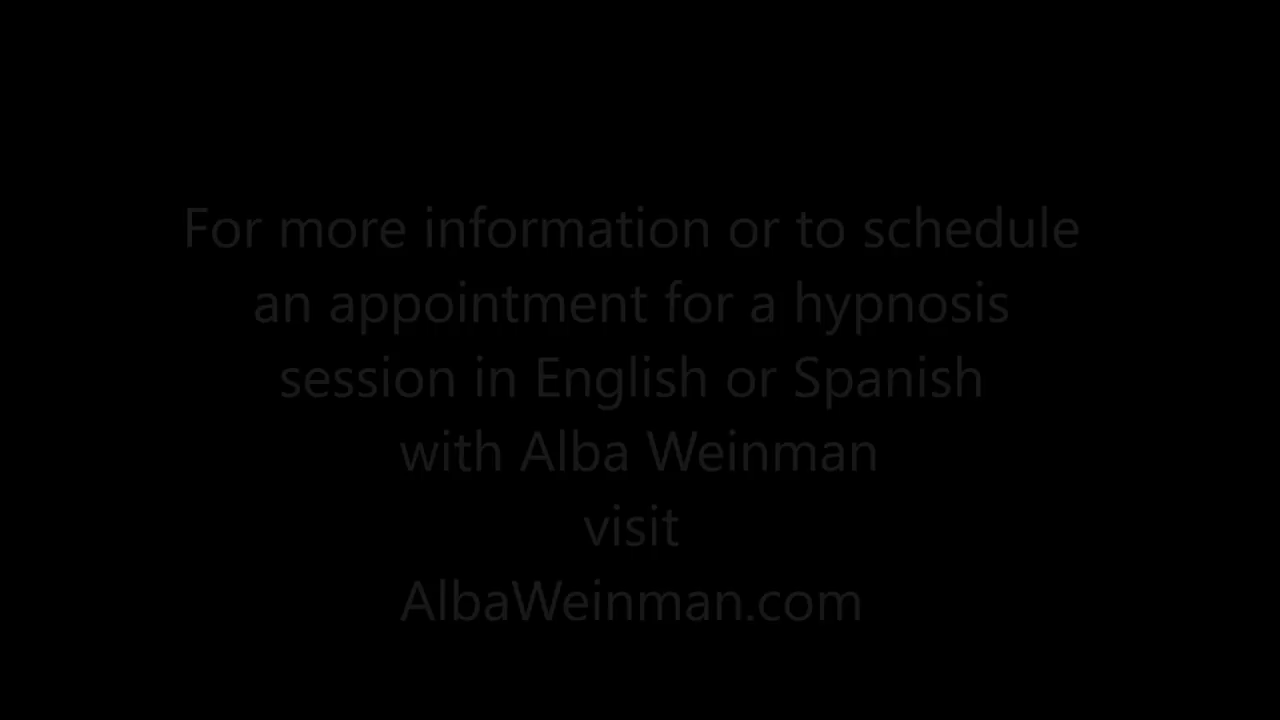 For more information or to schedule
an appointment for a hypnosis
session in English or Spanish
with Alba Weinman
visit
AlbaWeinman.com